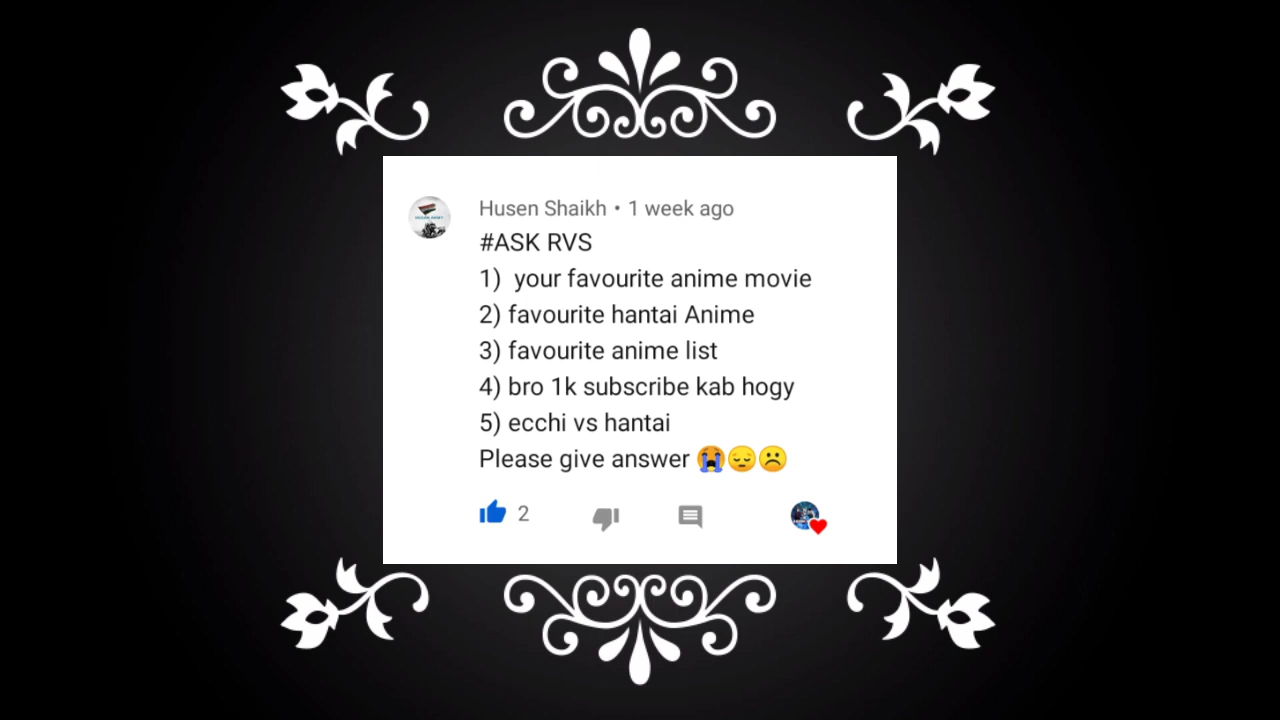 Husen Shaikh • 1 week ago
#ASK RVS
1)  your favourite anime movie
2) favourite hantai Anime
3) favourite anime list
4) bro 1k subscribe kab hogy
5) ecchi vs hantai
Please give answer 😭😔☹️
2